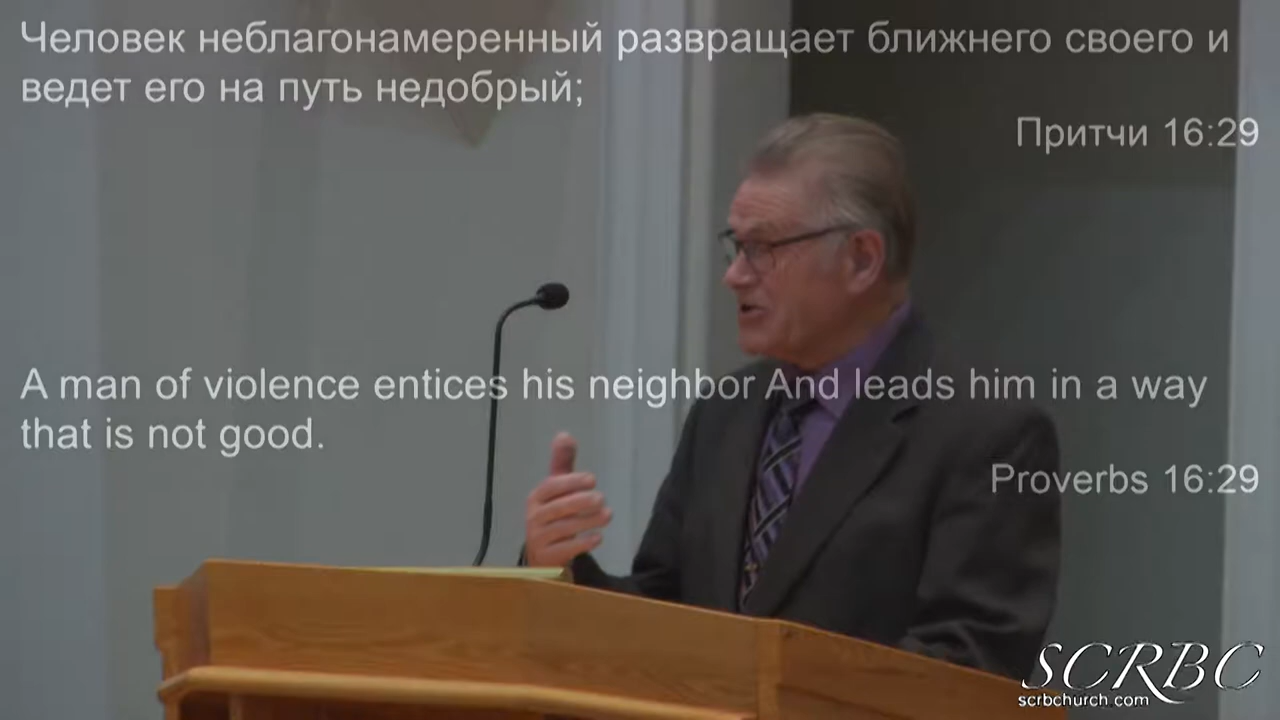 Человек неблагонамеренный развращает ближнего своего и
ведет его на путь недобрый;
Притчи 16:29
A man of violence entices his neighbor And leads him in a way
that is not good.
Proverbs 16:29
SCRBC
scrbchurch.com